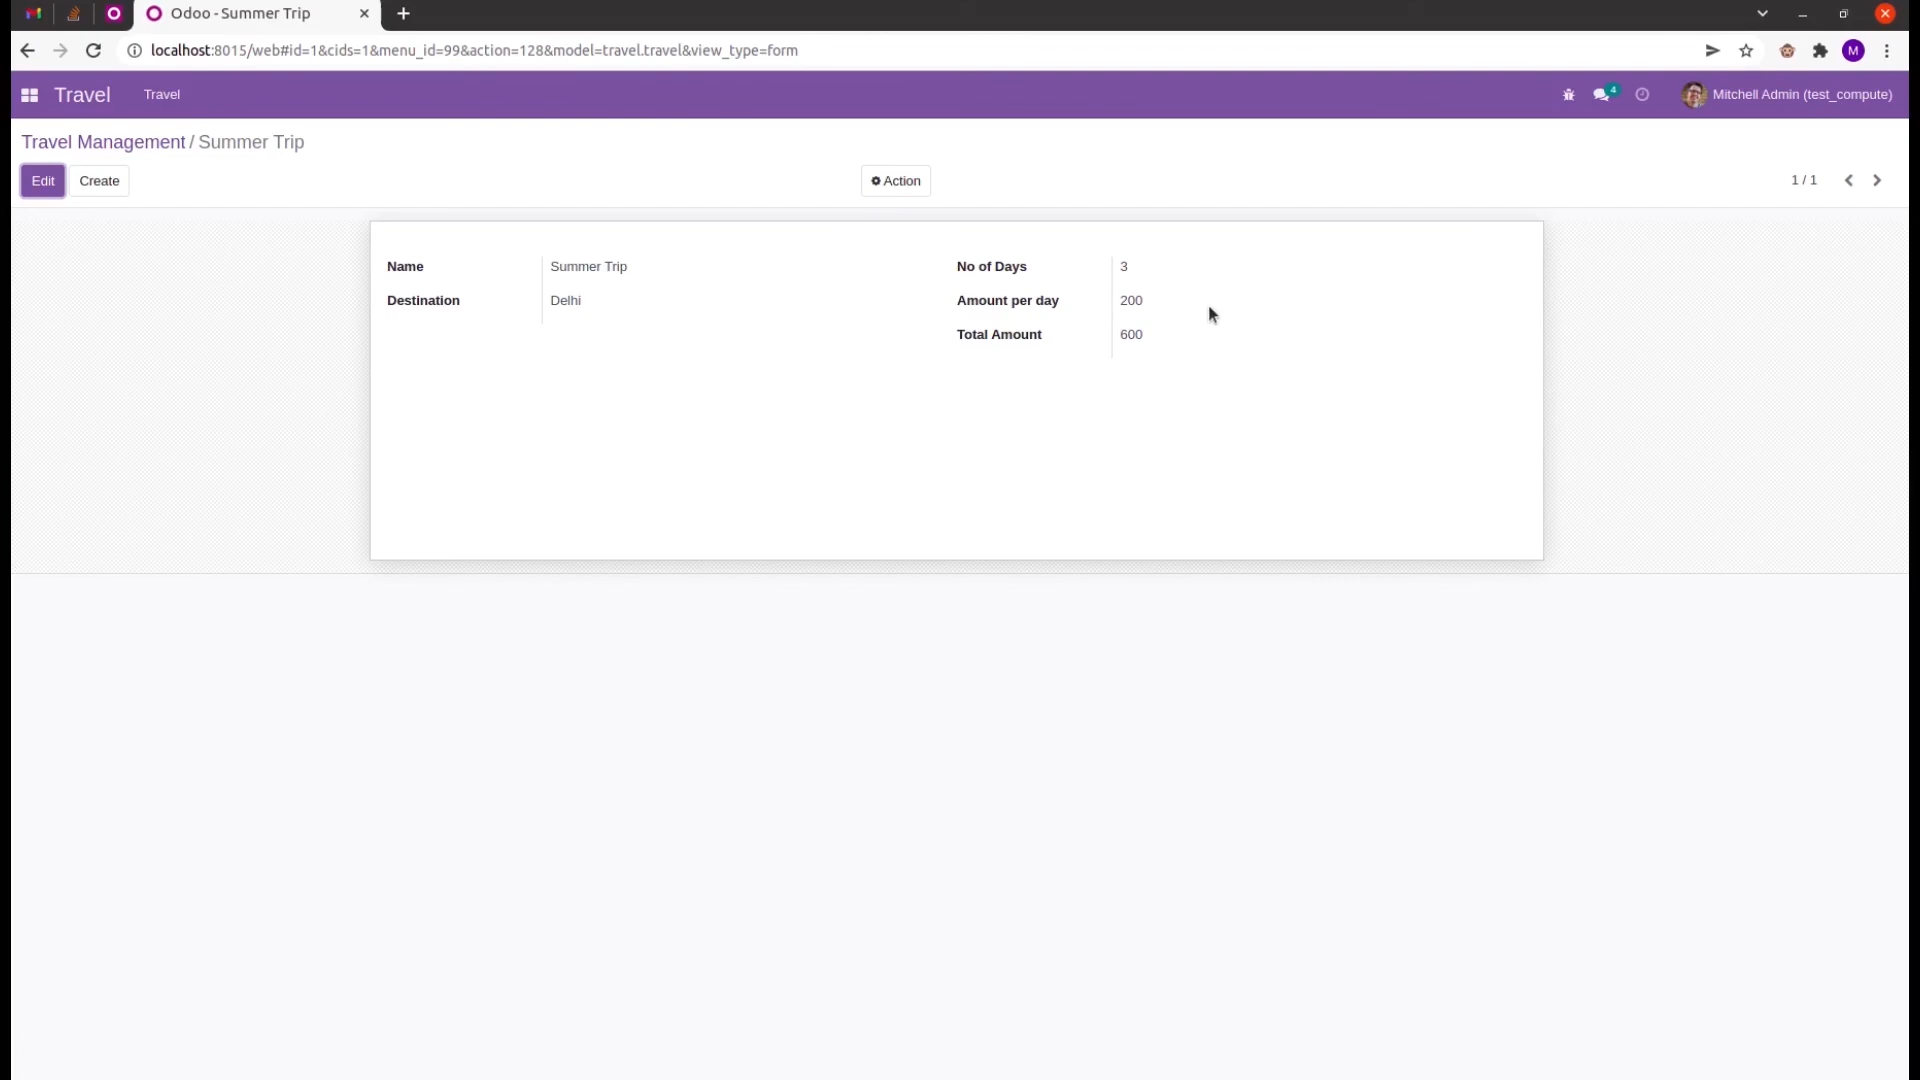 Odoo - Summer Trip
localhost:8015/web#id=1&cids=1&menu_id=99&action=128&model=travel.travel&view_type=form
M
Travel Travel 4 Mitchell Admin (test_compute)
Travel Management / Summer Trip
Edit Create Action 1 / 1
Name Summer Trip
Destination Delhi
No of Days 3
Amount per day 200
Total Amount 600